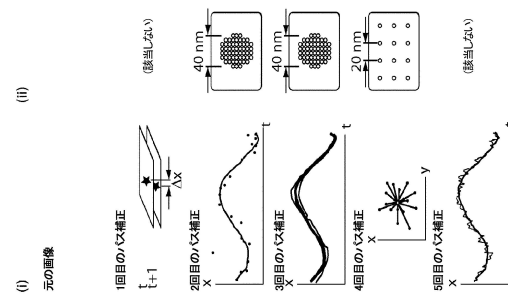 (i)
(ii)
元の画像
1回目のパス補正
t
t+1
Δx
(該当しない)
2回目のパス補正
x
t
40 nm
3回目のパス補正
x
t
40 nm
4回目のパス補正
x
y
20 nm
5回目のパス補正
x
t
(該当しない)